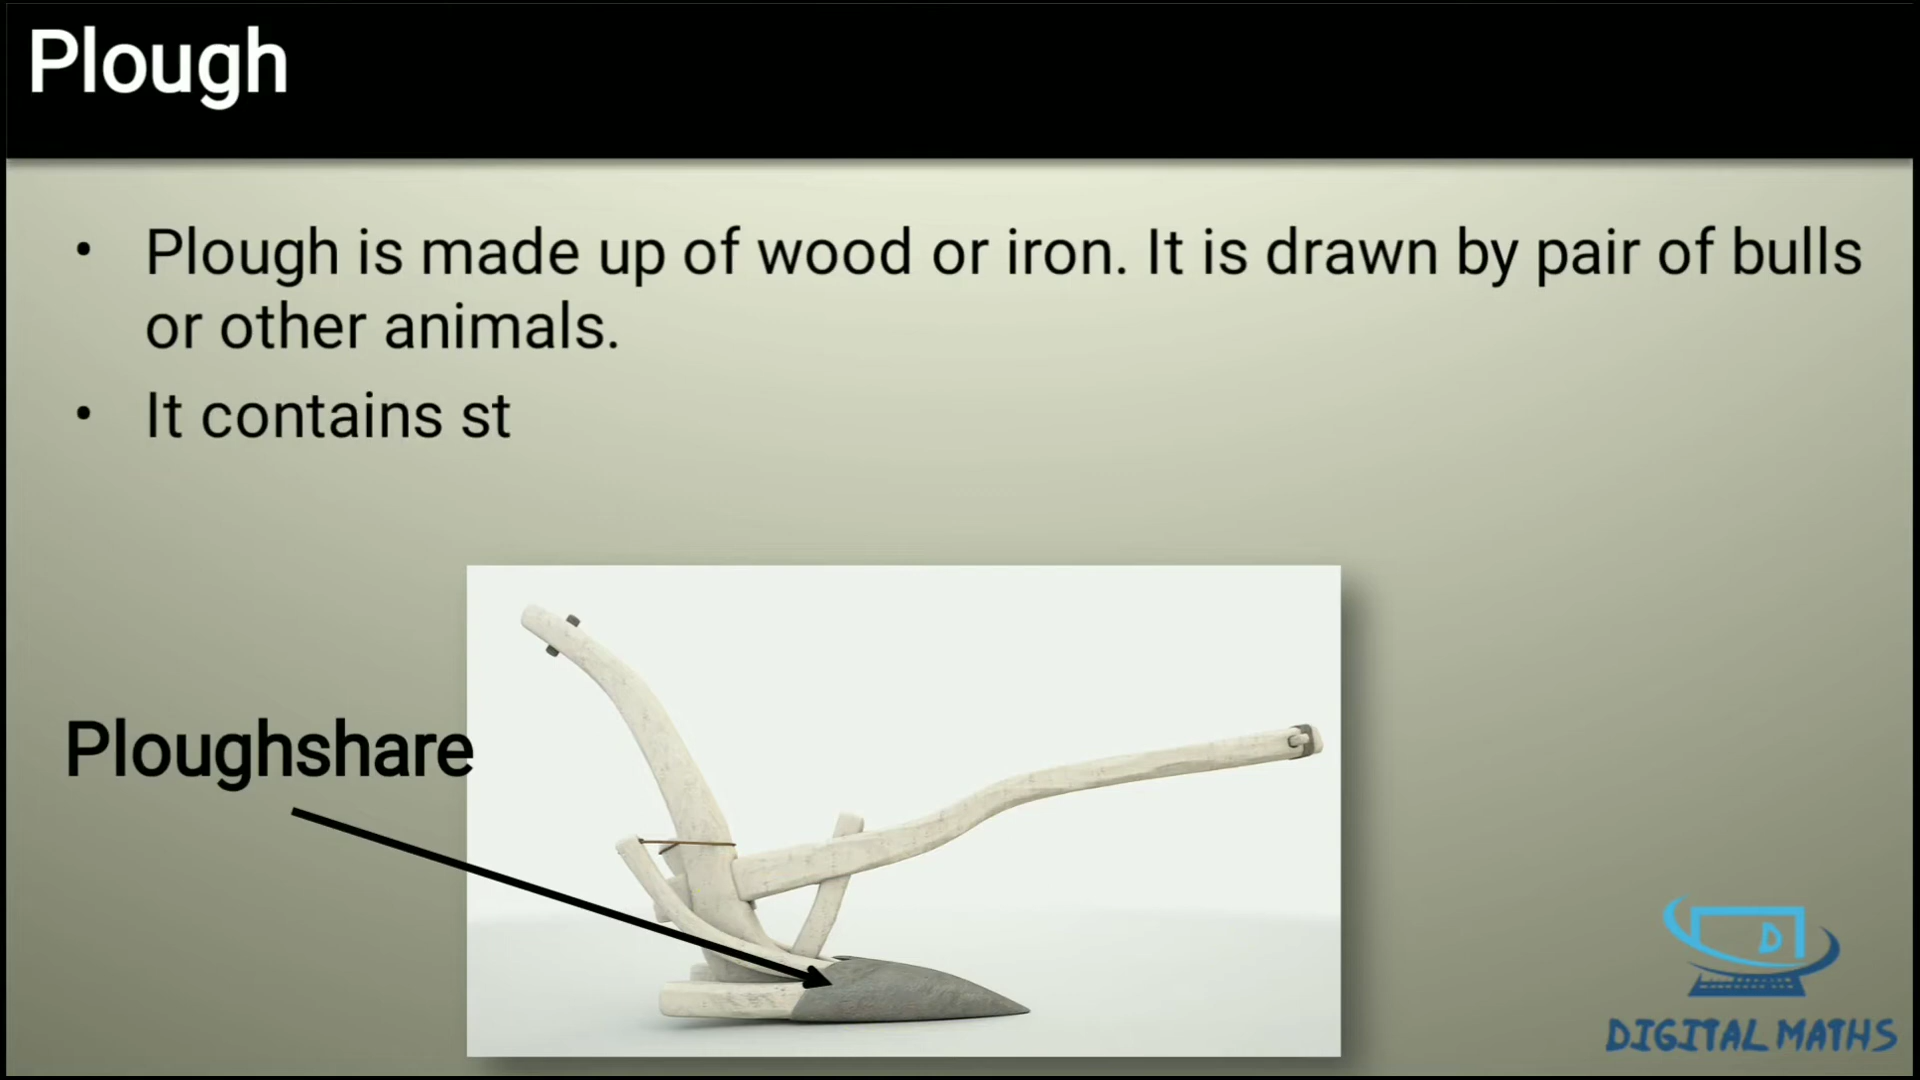 Plough
• Plough is made up of wood or iron. It is drawn by pair of bulls
or other animals.
• It contains st
Ploughshare
D
DIGITAL MATHS